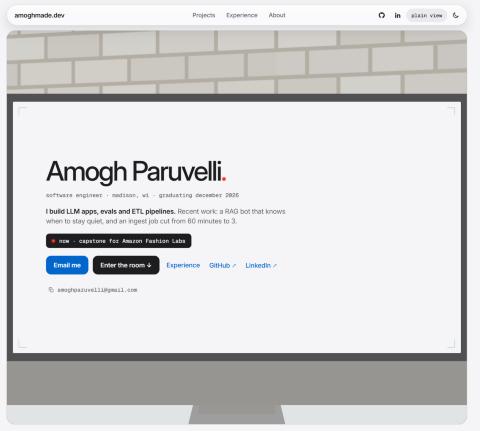 amoghmade.dev
Projects Experience About
in plain view
Amogh Paruvelli.
software engineer · madison, wi · graduating december 2026
I build LLM apps, evals and ETL pipelines. Recent work: a RAG bot that knows
when to stay quiet, and an ingest job cut from 60 minutes to 3.
now · capstone for Amazon Fashion Labs
Email me Enter the room ↓ Experience GitHub ↗ LinkedIn ↗
amoghparuvelli@gmail.com